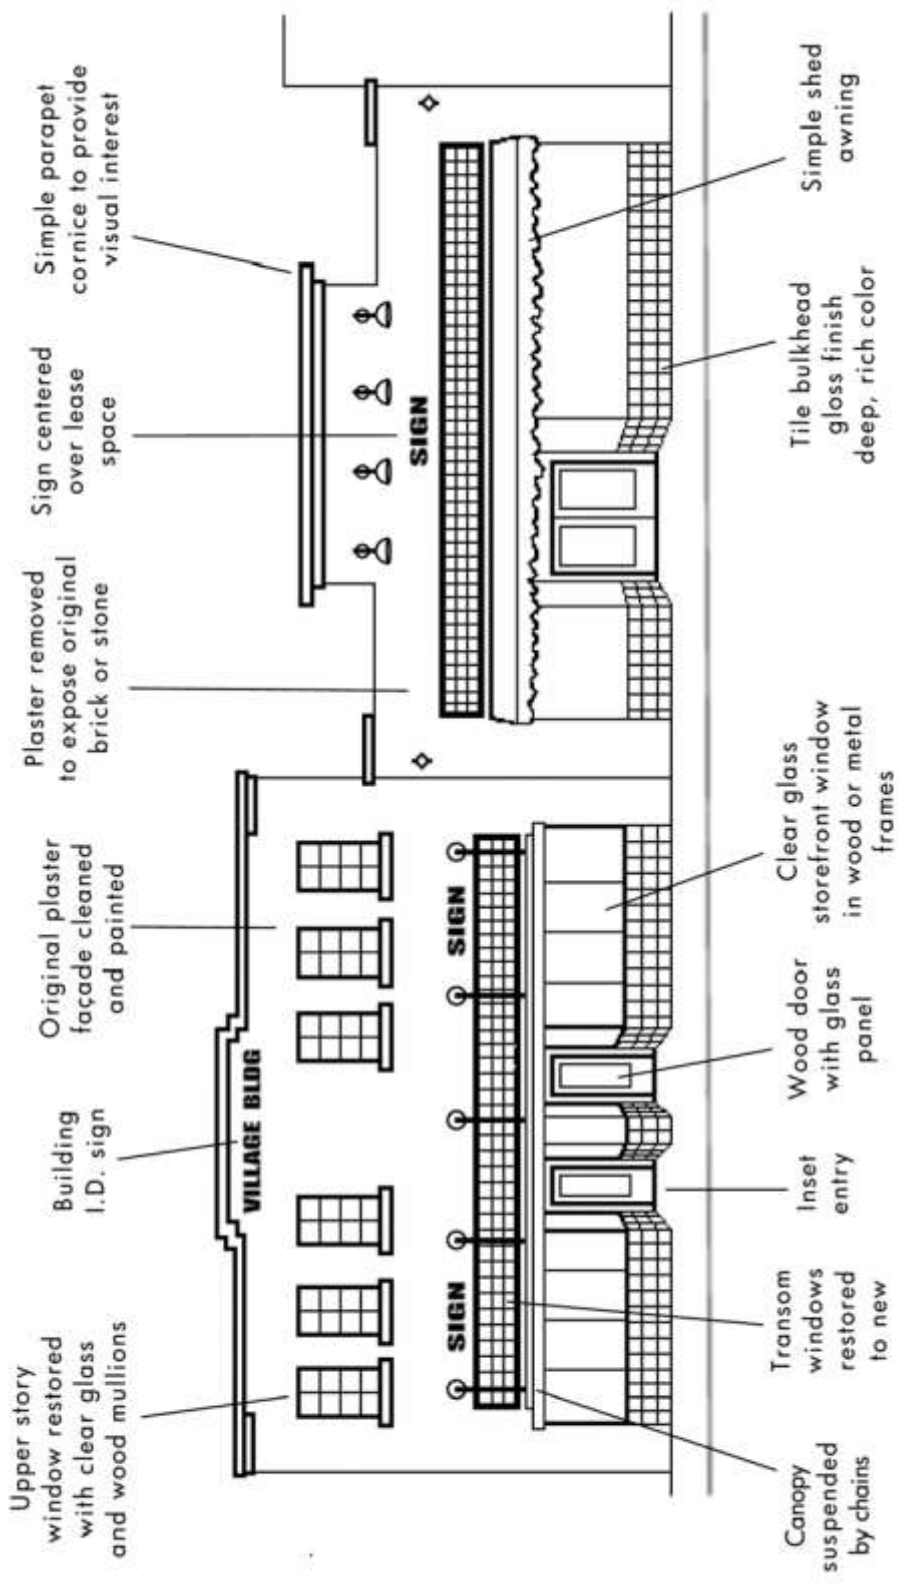 Upper story
window restored
with clear glass
and wood mullions
Building
I.D. sign
Original plaster
façade cleaned
and painted
Plaster removed
to expose original
brick or stone
Sign centered
over lease
space
Simple parapet
cornice to provide
visual interest
VILLAGE BLDG
SIGN
SIGN
SIGN
Canopy
suspended
by chains
Transom
windows
restored
to new
Inset
entry
Wood door
with glass
panel
Clear glass
storefront window
in wood or metal
frames
Tile bulkhead
gloss finish
deep, rich color
Simple shed
awning